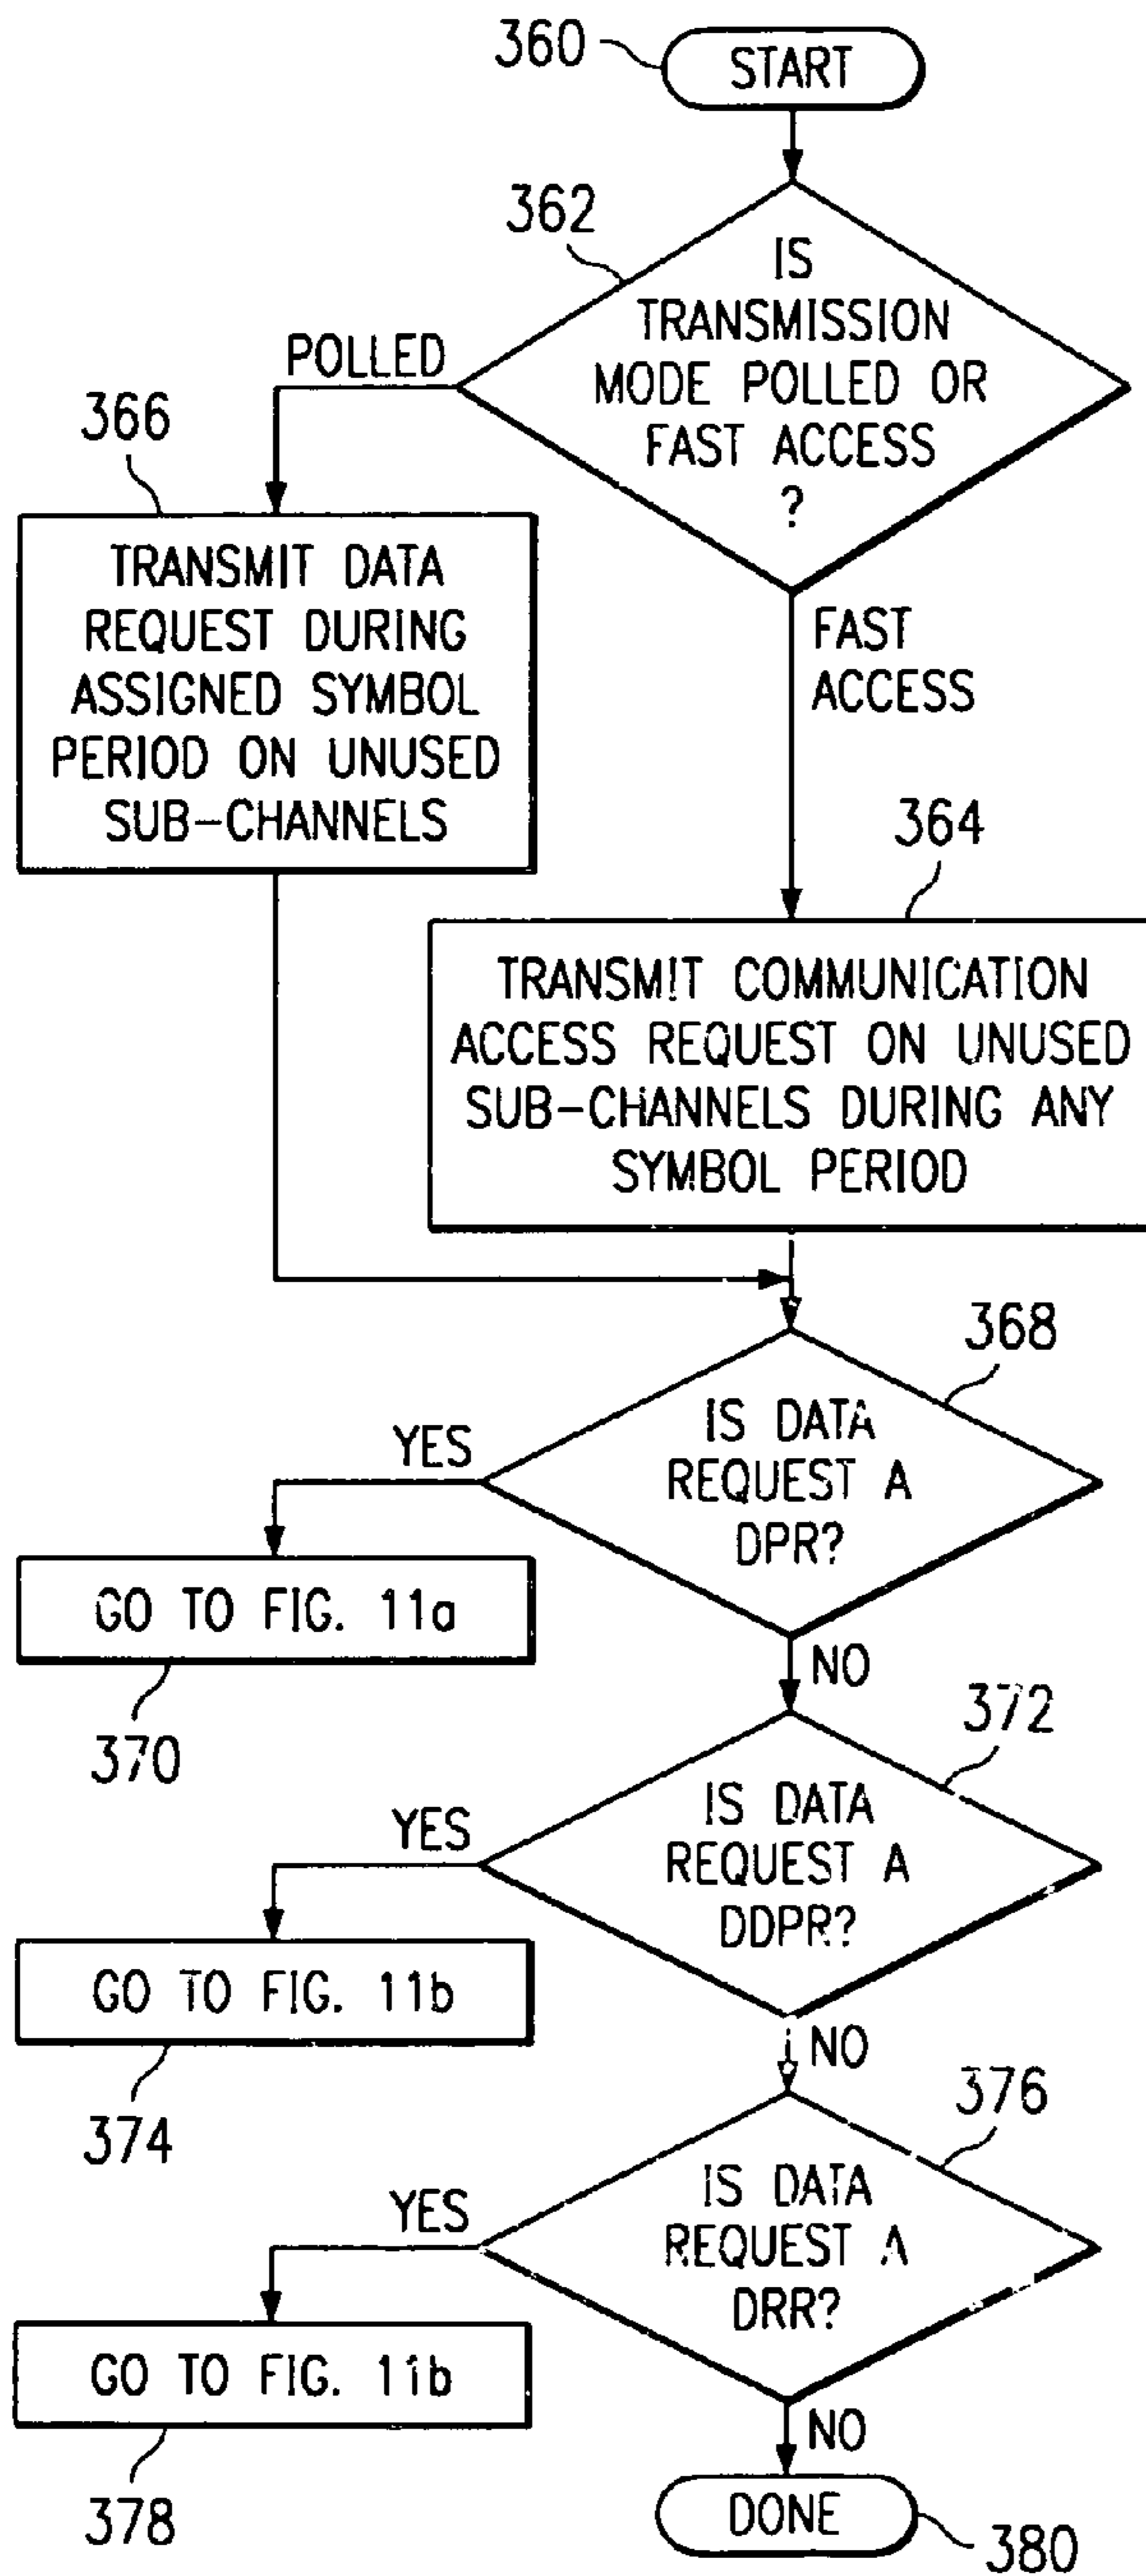 360
START
362
IS
TRANSMISSION
MODE POLLED OR
FAST ACCESS
?
POLLED
366
TRANSMIT DATA
REQUEST DURING
ASSIGNED SYMBOL
PERIOD ON UNUSED
SUB-CHANNELS
FAST
ACCESS
364
TRANSMIT COMMUNICATION
ACCESS REQUEST ON UNUSED
SUB-CHANNELS DURING ANY
SYMBOL PERIOD
368
IS DATA
REQUEST A
DPR?
YES
GO TO FIG. 11a
370
NO
372
IS DATA
REQUEST A
DDPR?
YES
GO TO FIG. 11b
374
NO
376
IS DATA
REQUEST A
DRR?
YES
GO TO FIG. 11b
378
NO
DONE
380